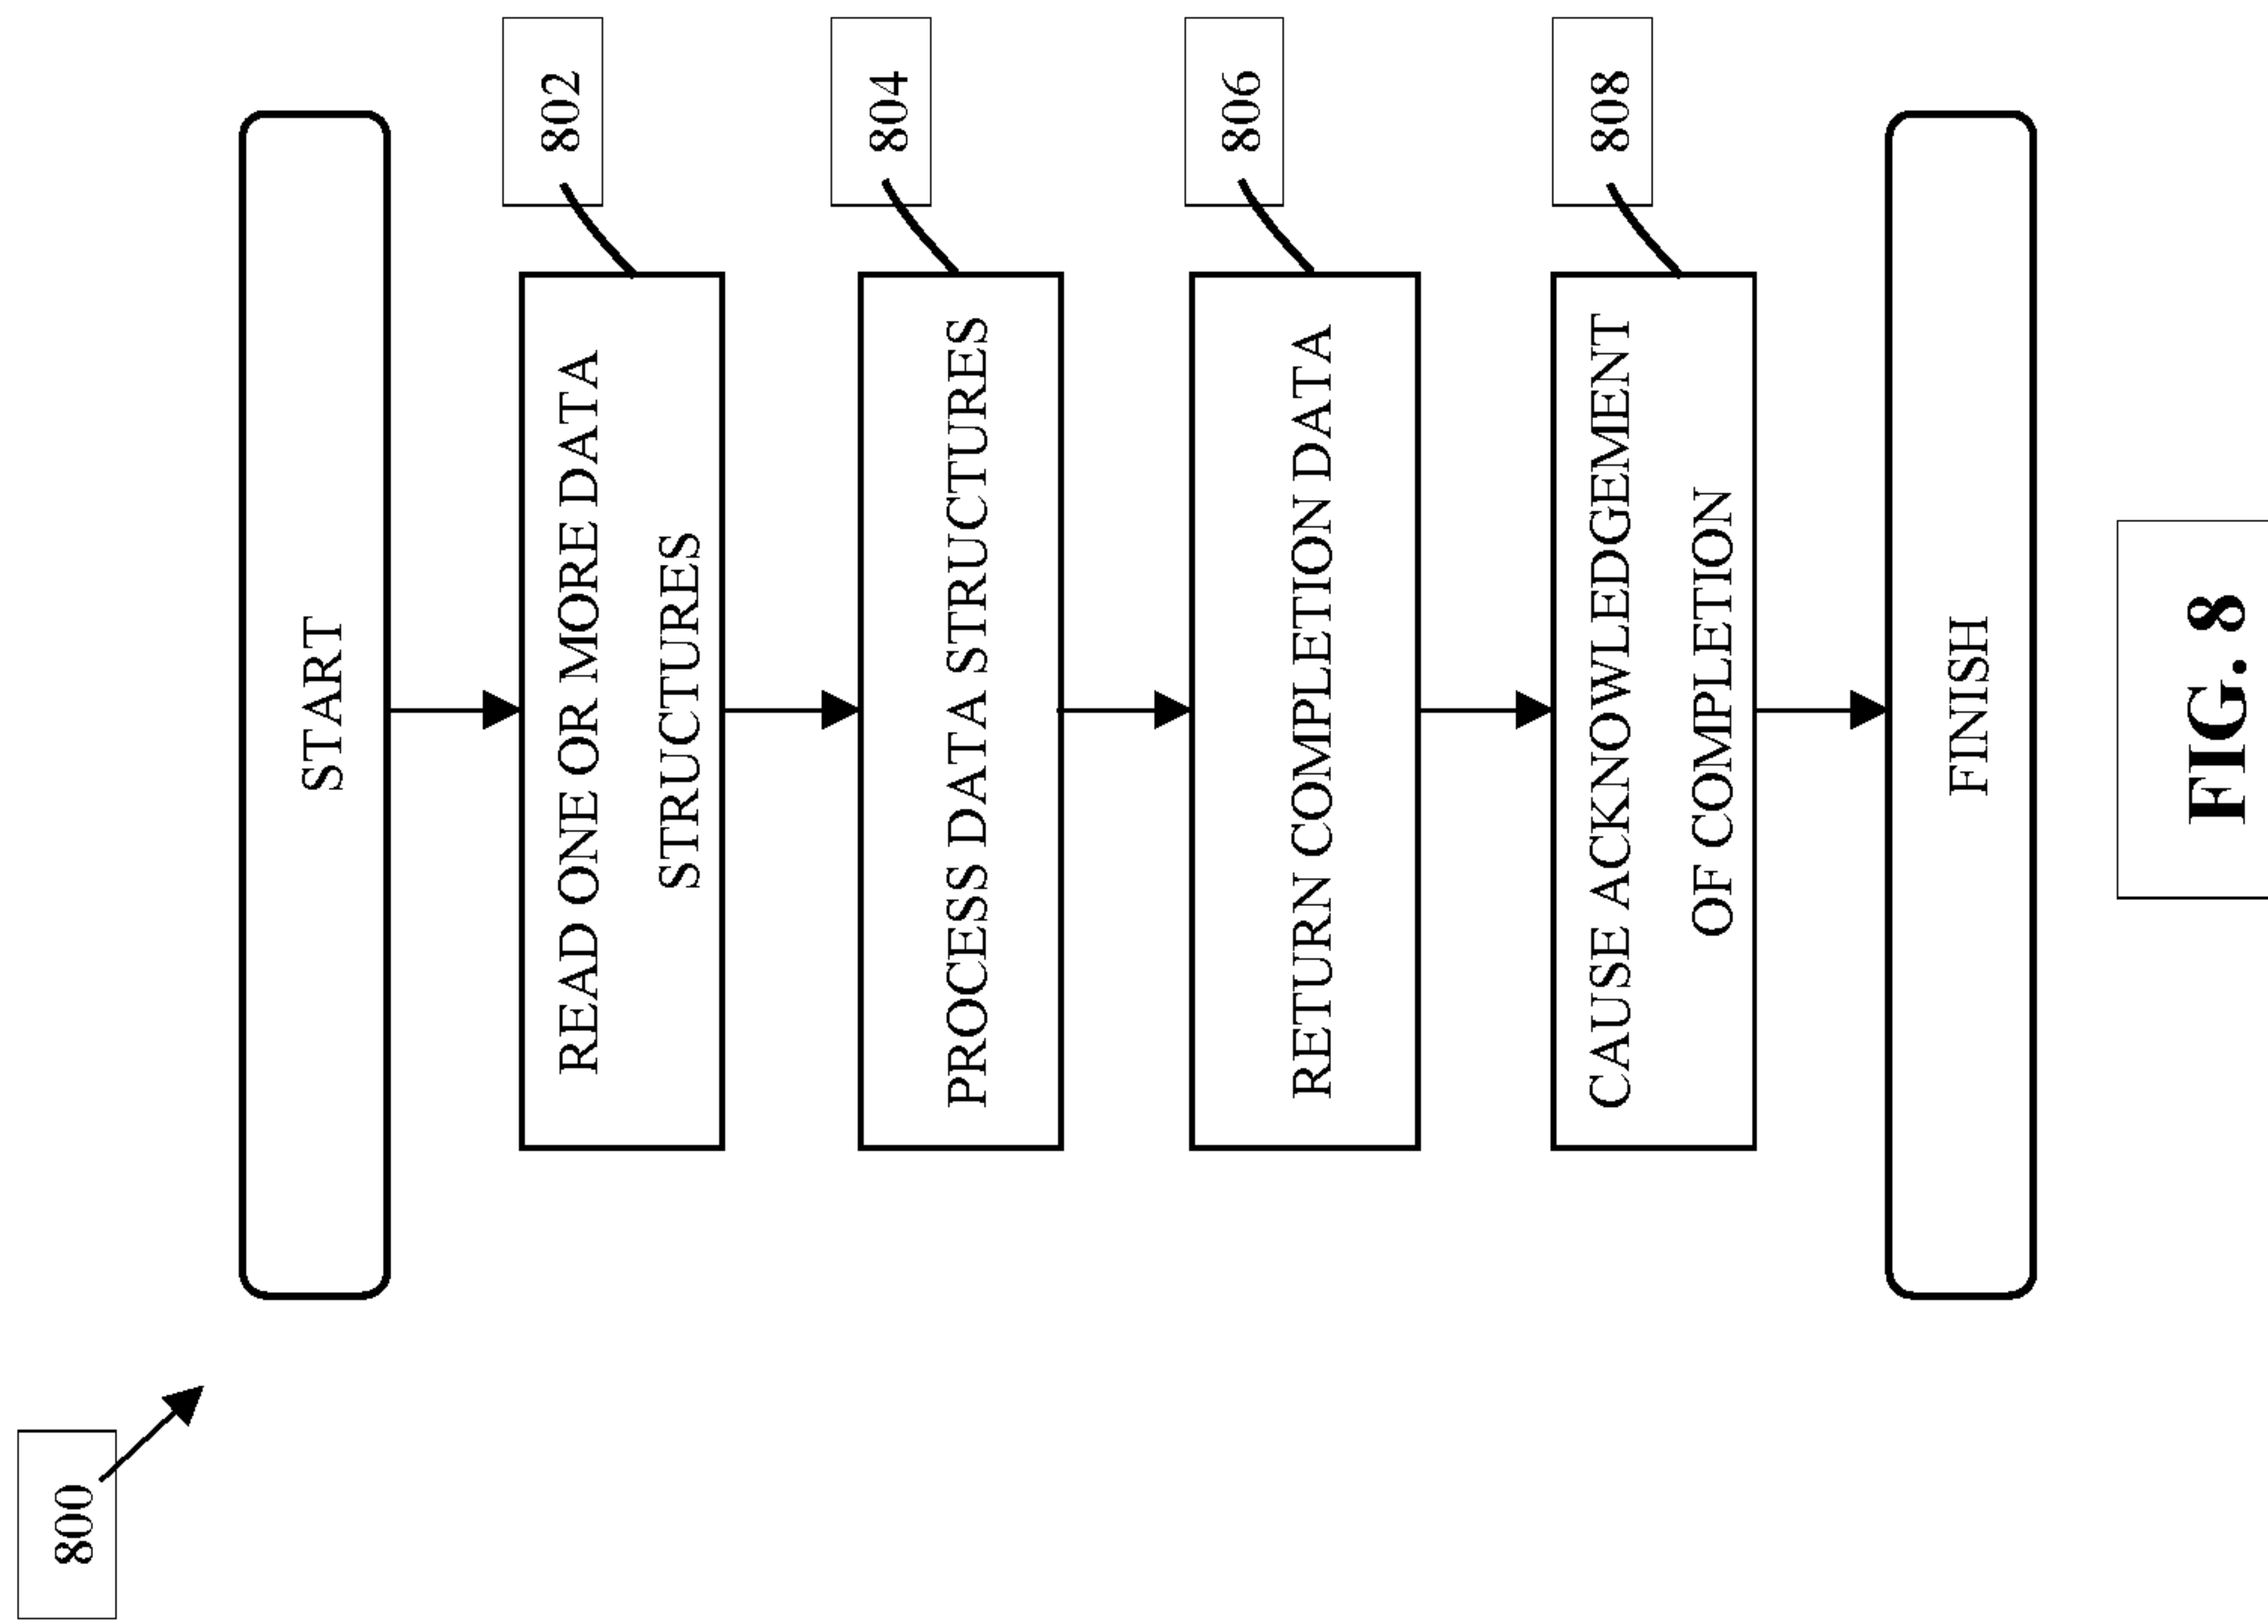 800
START
802
READ ONE OR MORE DATA
STRUCTURES
804
PROCESS DATA STRUCTURES
806
RETURN COMPLETION DATA
808
CAUSE ACKNOWLEDGEMENT
OF COMPLETION
FINISH
FIG. 8